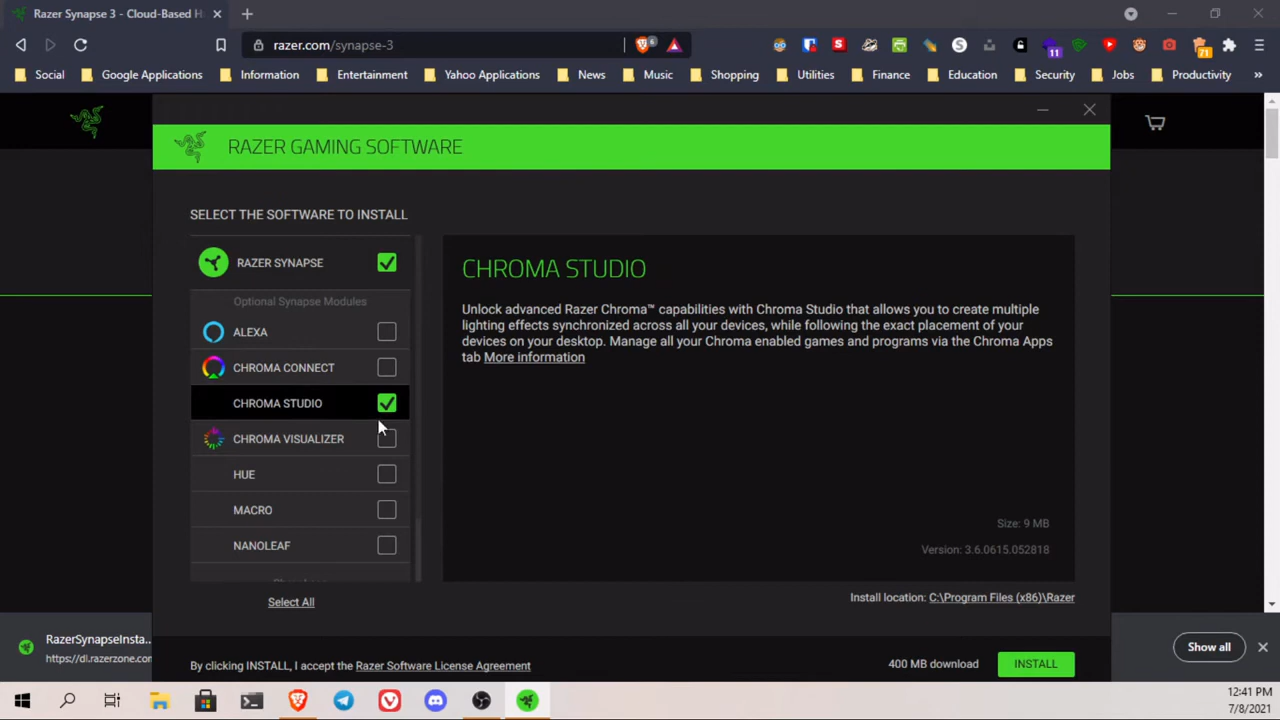 Razer Synapse 3 - Cloud-Based H
razer.com/synapse-3
6
11
71
Social
Google Applications
Information
Entertainment
Yahoo Applications
News
Music
Shopping
Utilities
Finance
Education
Security
Jobs
Productivity
RAZER GAMING SOFTWARE
SELECT THE SOFTWARE TO INSTALL
RAZER SYNAPSE
Optional Synapse Modules
ALEXA
CHROMA CONNECT
CHROMA STUDIO
CHROMA VISUALIZER
HUE
MACRO
NANOLEAF
Select All
CHROMA STUDIO
Unlock advanced Razer Chroma™ capabilities with Chroma Studio that allows you to create multiple
lighting effects synchronized across all your devices, while following the exact placement of your
devices on your desktop. Manage all your Chroma enabled games and programs via the Chroma Apps
tab More information
Size: 9 MB
Version: 3.6.0615.052818
Install location: C:\Program Files (x86)\Razer
By clicking INSTALL, I accept the Razer Software License Agreement
400 MB download
INSTALL
RazerSynapseInsta...
https://dl.razerzone.com
Show all
12:41 PM
7/8/2021